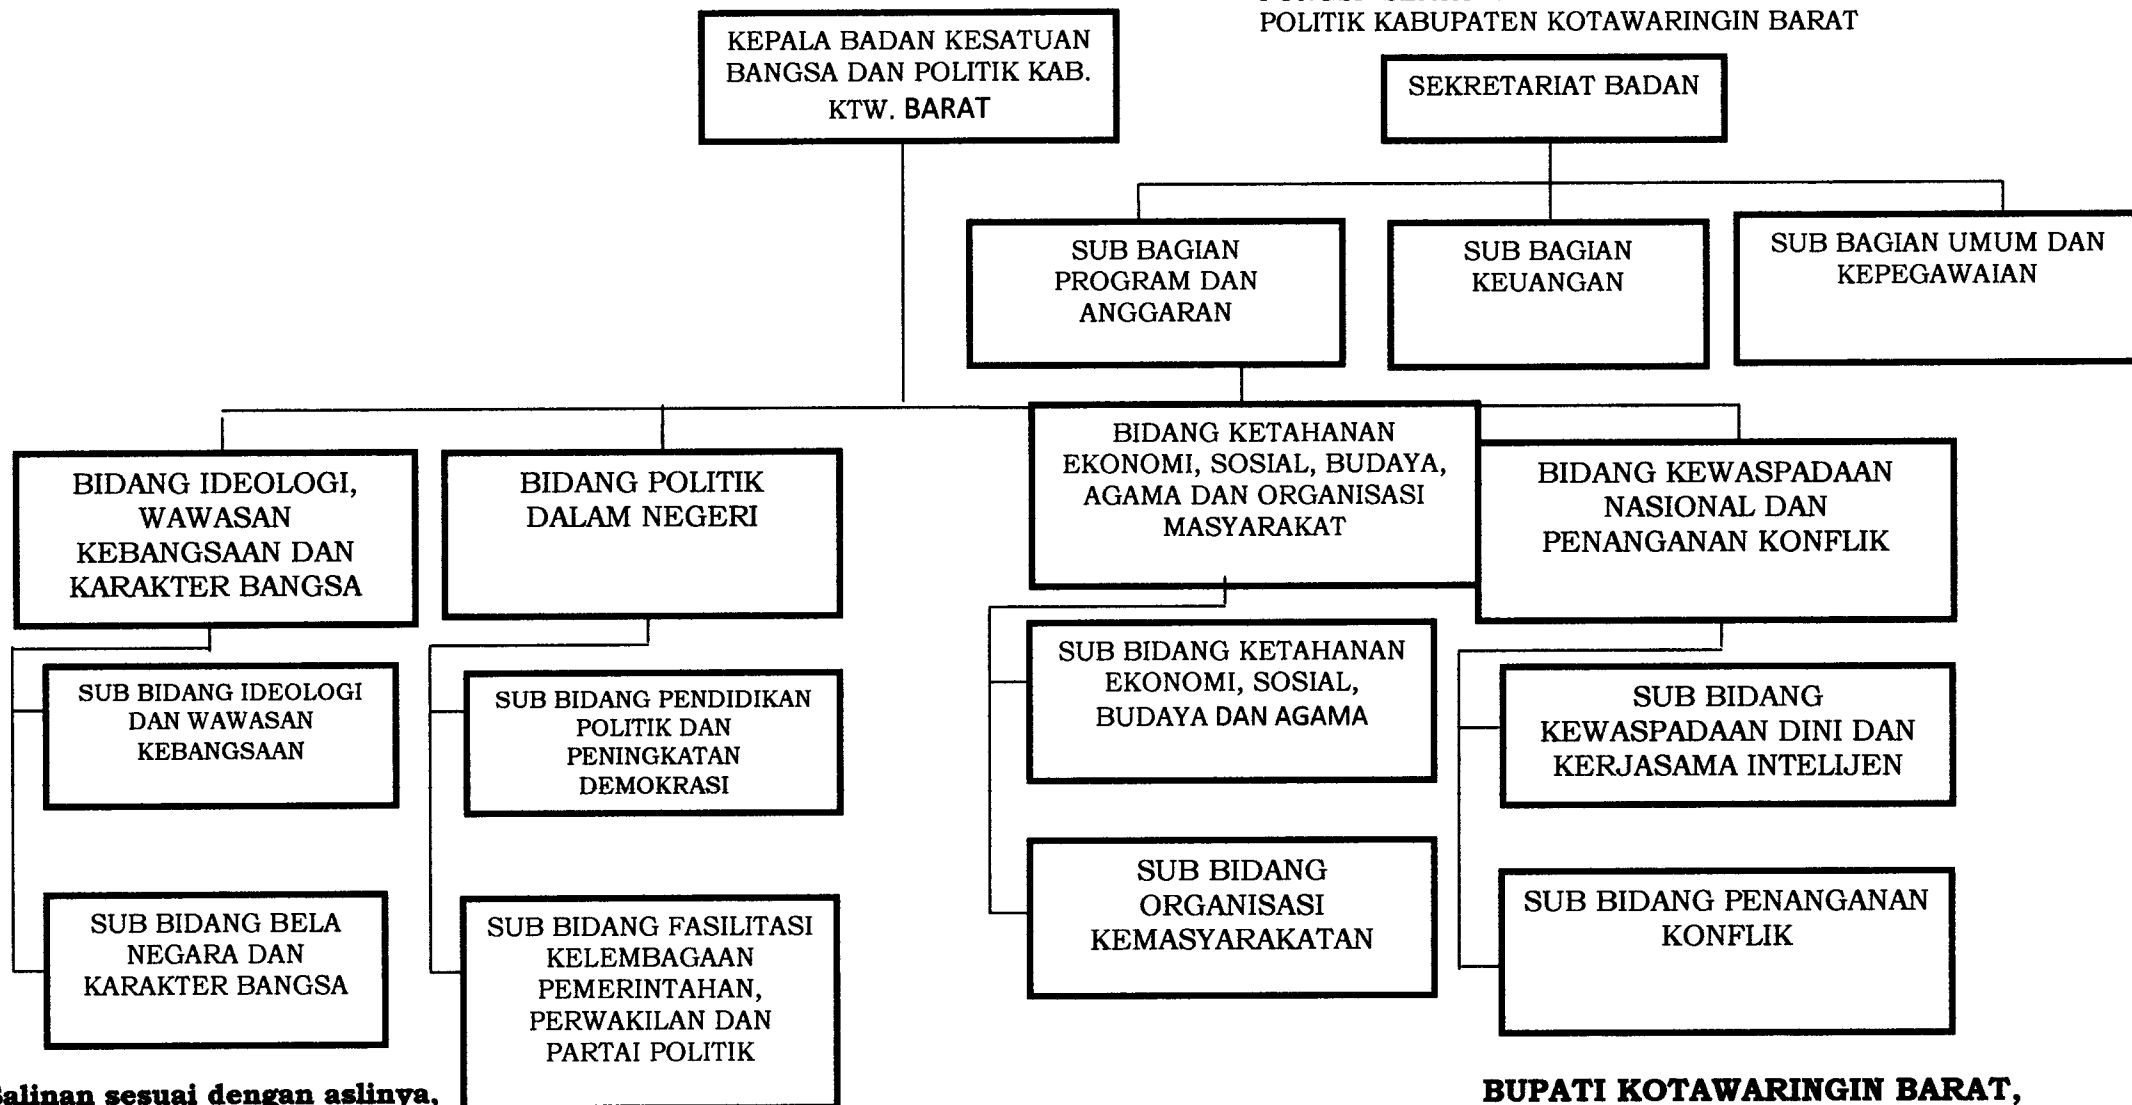 POLITIK KABUPATEN KOTAWARINGIN BARAT
KEPALA BADAN KESATUAN
BANGSA DAN POLITIK KAB.
KTW. BARAT
SEKRETARIAT BADAN
SUB BAGIAN
PROGRAM DAN
ANGGARAN
SUB BAGIAN
KEUANGAN
SUB BAGIAN UMUM DAN
KEPEGAWAIAN
BIDANG IDEOLOGI,
WAWASAN
KEBANGSAAN DAN
KARAKTER BANGSA
BIDANG POLITIK
DALAM NEGERI
BIDANG KETAHANAN
EKONOMI, SOSIAL, BUDAYA,
AGAMA DAN ORGANISASI
MASYARAKAT
BIDANG KEWASPADAAN
NASIONAL DAN
PENANGANAN KONFLIK
SUB BIDANG IDEOLOGI
DAN WAWASAN
KEBANGSAAN
SUB BIDANG PENDIDIKAN
POLITIK DAN
PENINGKATAN
DEMOKRASI
SUB BIDANG KETAHANAN
EKONOMI, SOSIAL,
BUDAYA DAN AGAMA
SUB BIDANG
KEWASPADAAN DINI DAN
KERJASAMA INTELIJEN
SUB BIDANG BELA
NEGARA DAN
KARAKTER BANGSA
SUB BIDANG FASILITASI
KELEMBAGAAN
PEMERINTAHAN,
PERWAKILAN DAN
PARTAI POLITIK
SUB BIDANG
ORGANISASI
KEMASYARAKATAN
SUB BIDANG PENANGANAN
KONFLIK
Salinan sesuai dengan aslinya,
BUPATI KOTAWARINGIN BARAT,